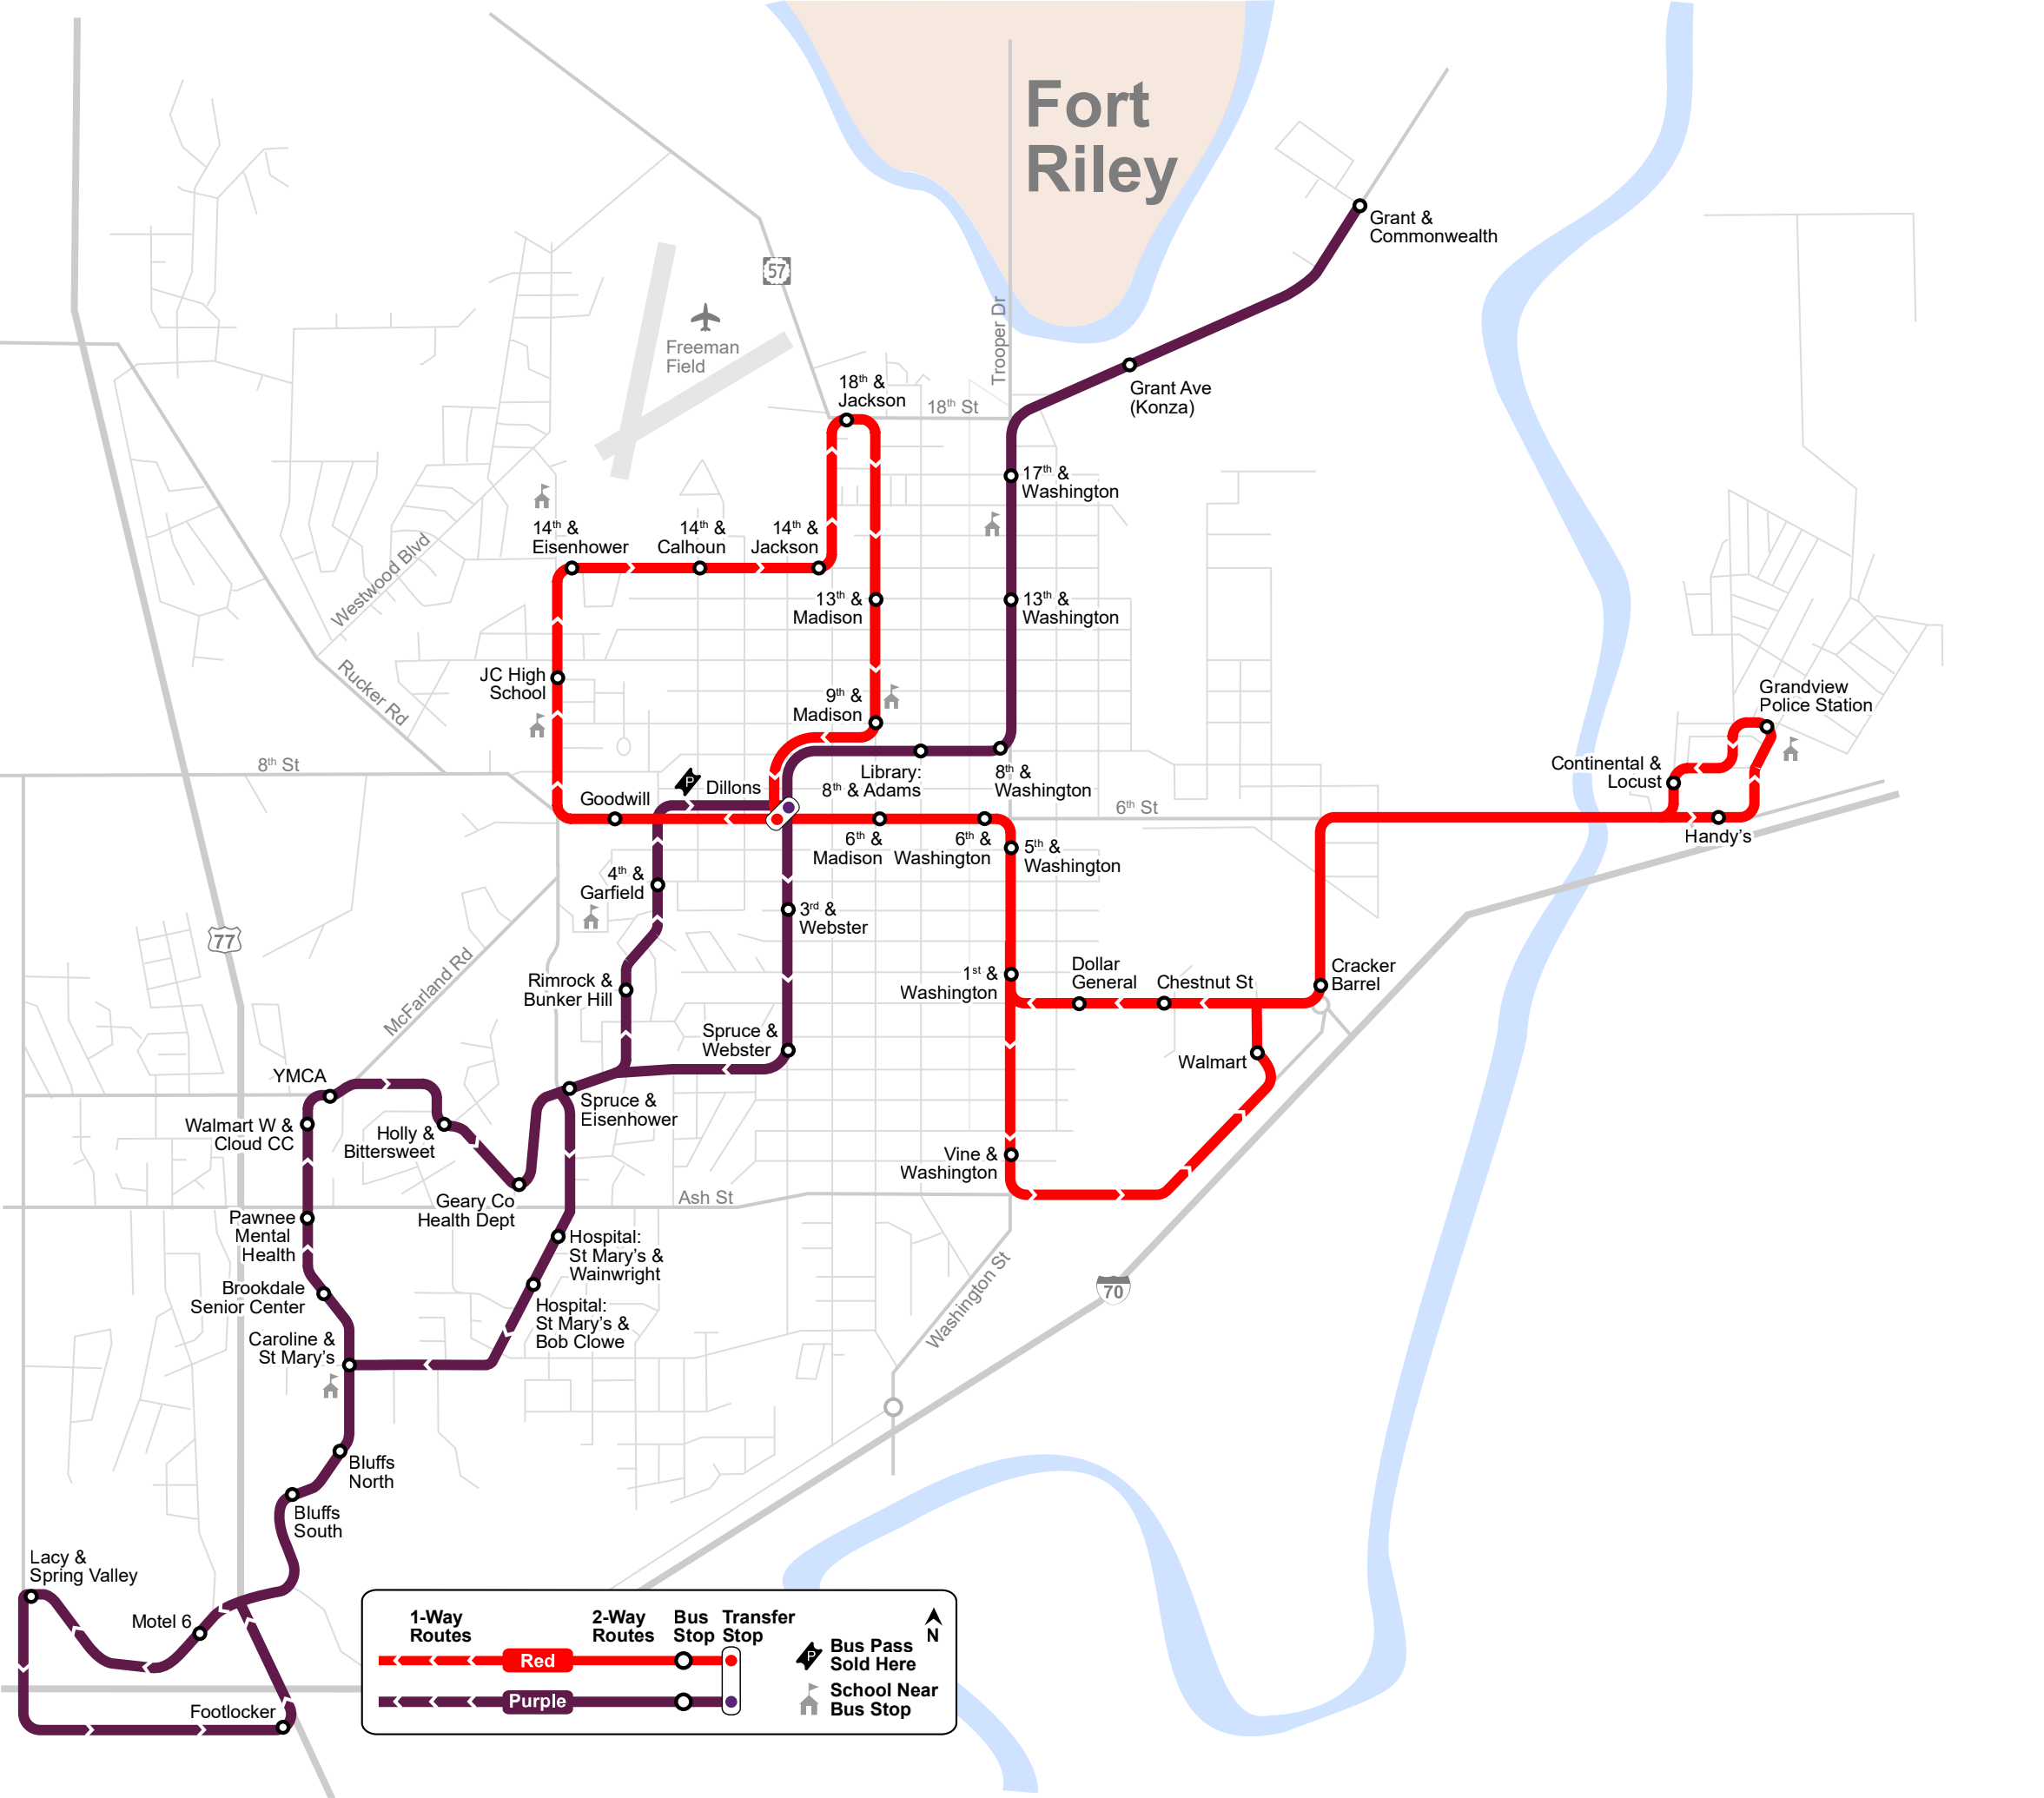 Fort
Riley
Grant &
Commonwealth
57
Trooper Dr
Freeman
Field
Grant Ave
(Konza)
18th &
Jackson
18th St
17th &
Washington
14th &
Eisenhower
14th &
Calhoun
14th &
Jackson
Westwood Blvd
13th &
Madison
13th &
Washington
Rucker Rd
JC High
School
9th &
Madison
Grandview
Police Station
8th St
Dillons
P
Library:
8th & Adams
8th &
Washington
Continental &
Locust
Goodwill
6th St
Handy's
6th &
Madison
6th &
Washington
5th &
Washington
4th &
Garfield
3rd &
Webster
77
McFarland Rd
Rimrock &
Bunker Hill
1st &
Washington
Dollar
General
Chestnut St
Cracker
Barrel
Spruce &
Webster
Walmart
YMCA
Spruce &
Eisenhower
Walmart W &
Cloud CC
Holly &
Bittersweet
Vine &
Washington
Geary Co
Health Dept
Ash St
Pawnee
Mental
Health
Hospital:
St Mary's &
Wainwright
Washington St
70
Brookdale
Senior Center
Hospital:
St Mary's &
Bob Clowe
Caroline &
St Mary's
Bluffs
North
Bluffs
South
Lacy &
Spring Valley
Motel 6
Footlocker
1-Way
Routes
2-Way
Routes
Bus
Stop
Transfer
Stop
N
Red
Purple
P
Bus Pass
Sold Here
School Near
Bus Stop